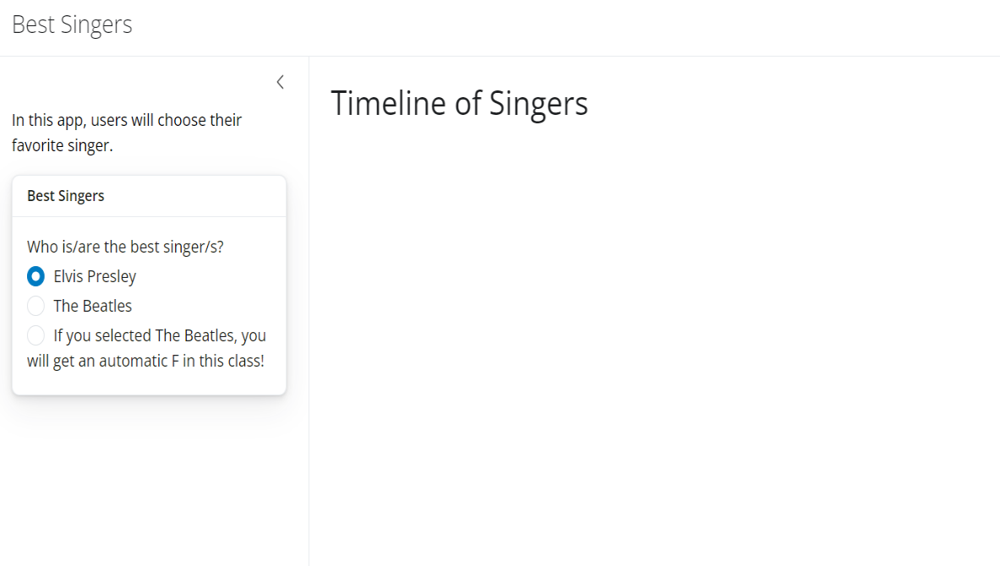 Best Singers
In this app, users will choose their
favorite singer.
Best Singers
Who is/are the best singer/s?
Elvis Presley
The Beatles
If you selected The Beatles, you
will get an automatic F in this class!
Timeline of Singers